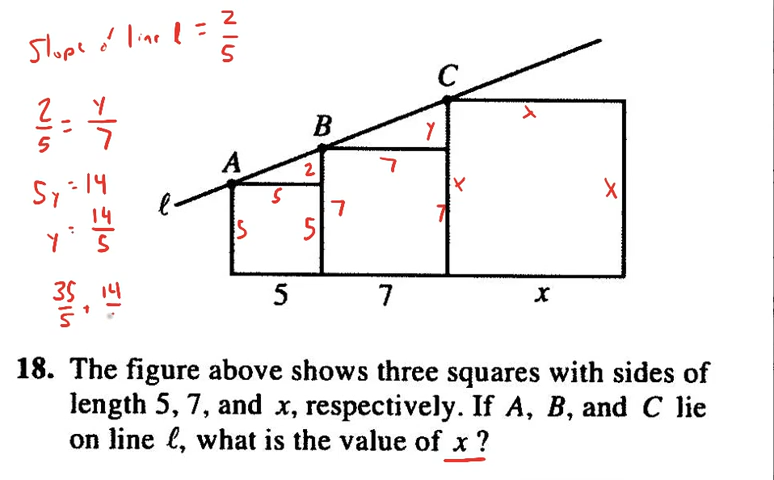 Slope of line l = 2/5
2/5 = y/7
5y = 14
y = 14/5
35/5 + 14/
A
B
C
ℓ
2
5
5
5
7
7
7
y
x
x
x
5
7
x
18. The figure above shows three squares with sides of
length 5, 7, and x, respectively. If A, B, and C lie
on line ℓ, what is the value of x?